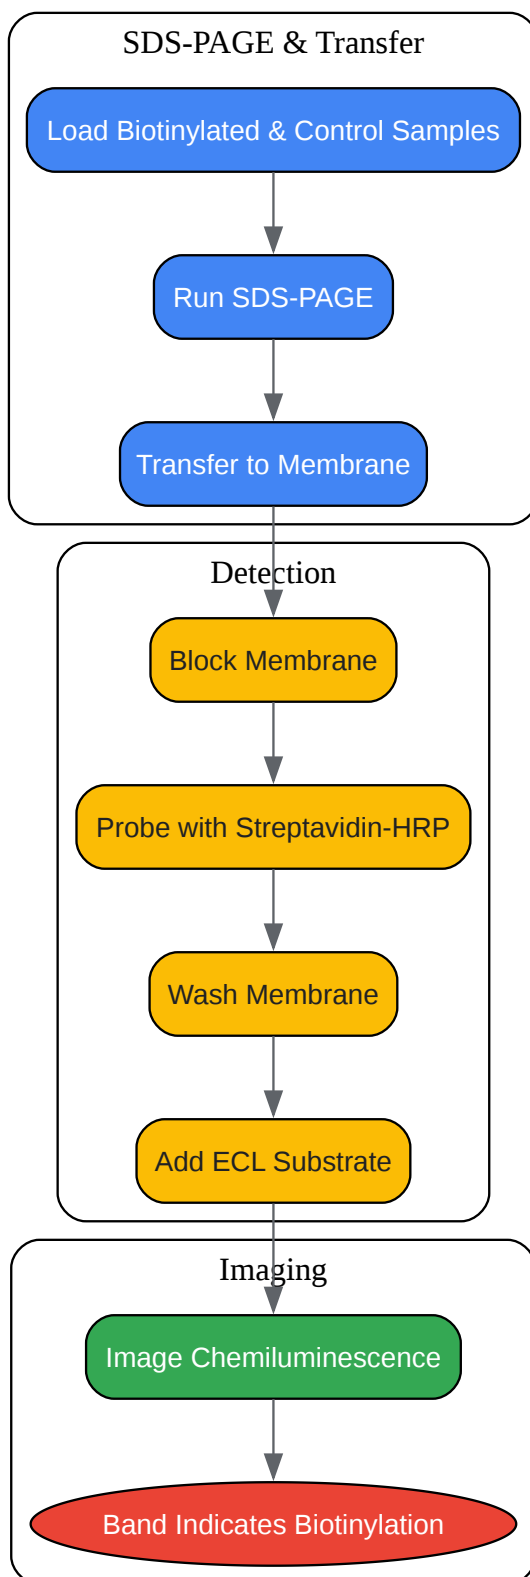 SDS-PAGE & Transfer
Load Biotinylated & Control Samples
Run SDS-PAGE
Transfer to Membrane
Detection
Block Membrane
Probe with Streptavidin-HRP
Wash Membrane
Add ECL Substrate
Imaging
Image Chemiluminescence
Band Indicates Biotinylation